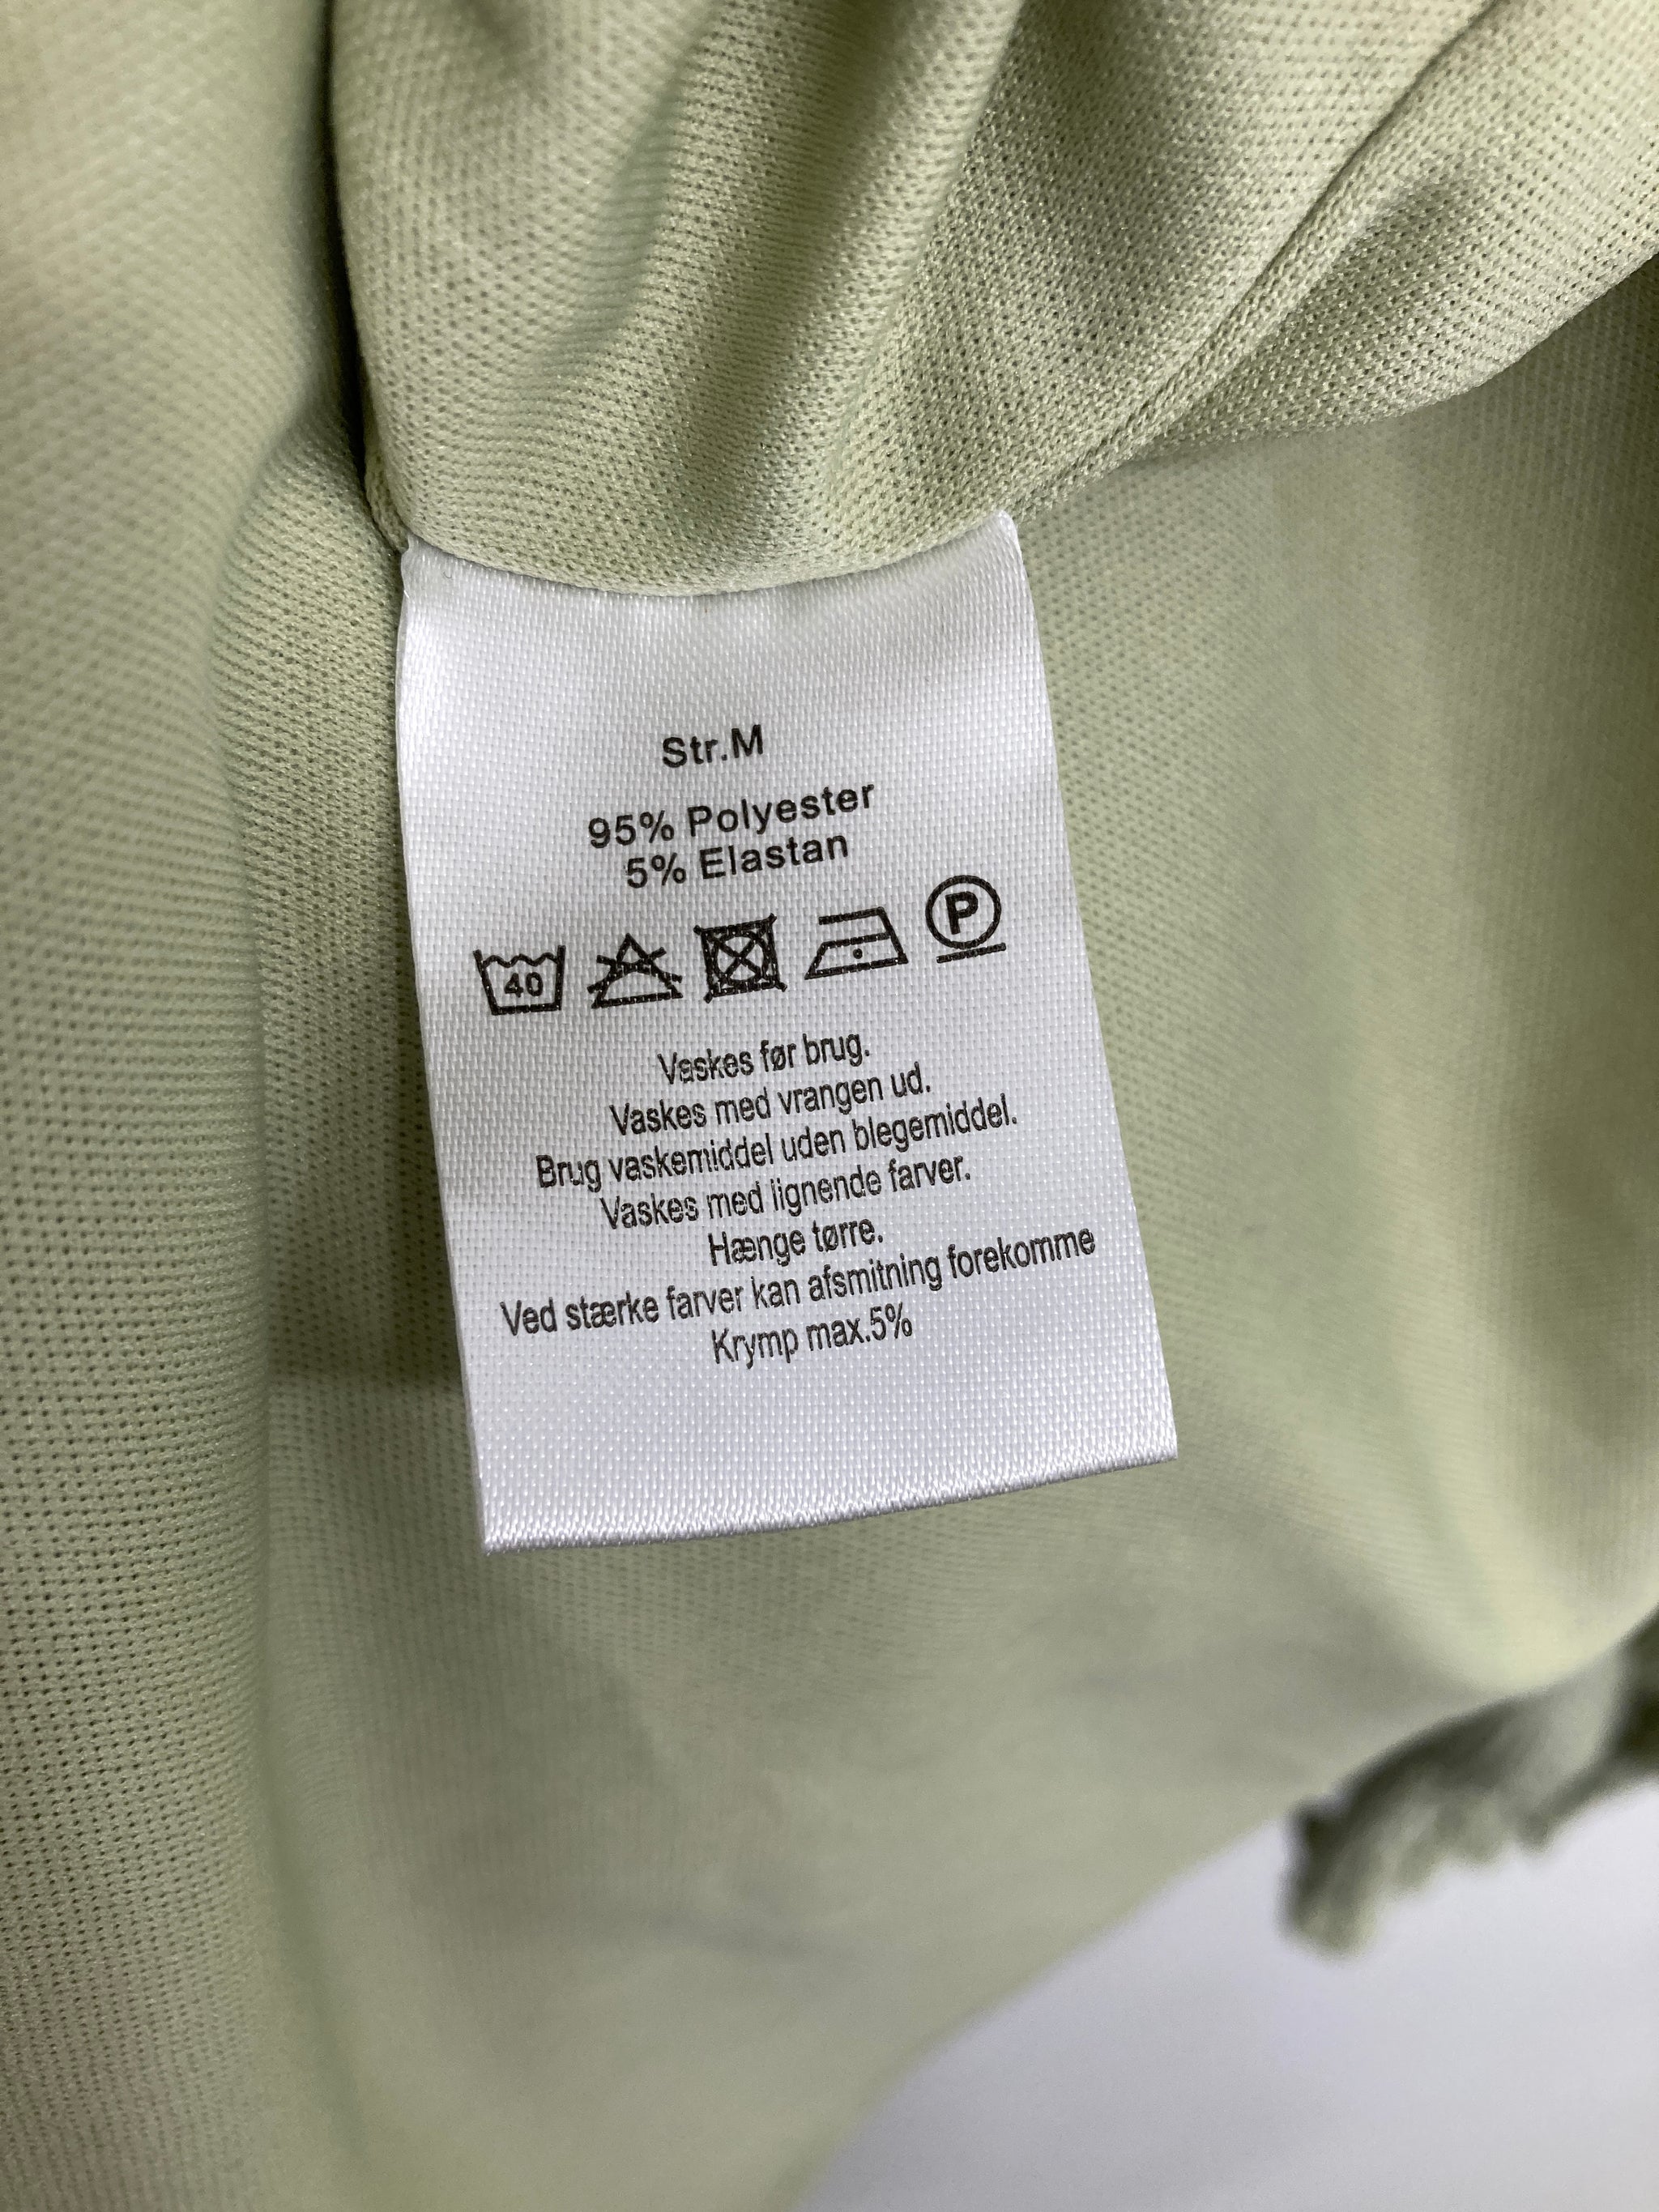 Str.M
95% Polyester
5% Elastan
40 P
Vaskes før brug.
Vaskes med vrangen ud.
Brug vaskemiddel uden blegemiddel.
Vaskes med lignende farver.
Hænge tørre.
Ved stærke farver kan afsmitning forekomme
Krymp max.5%